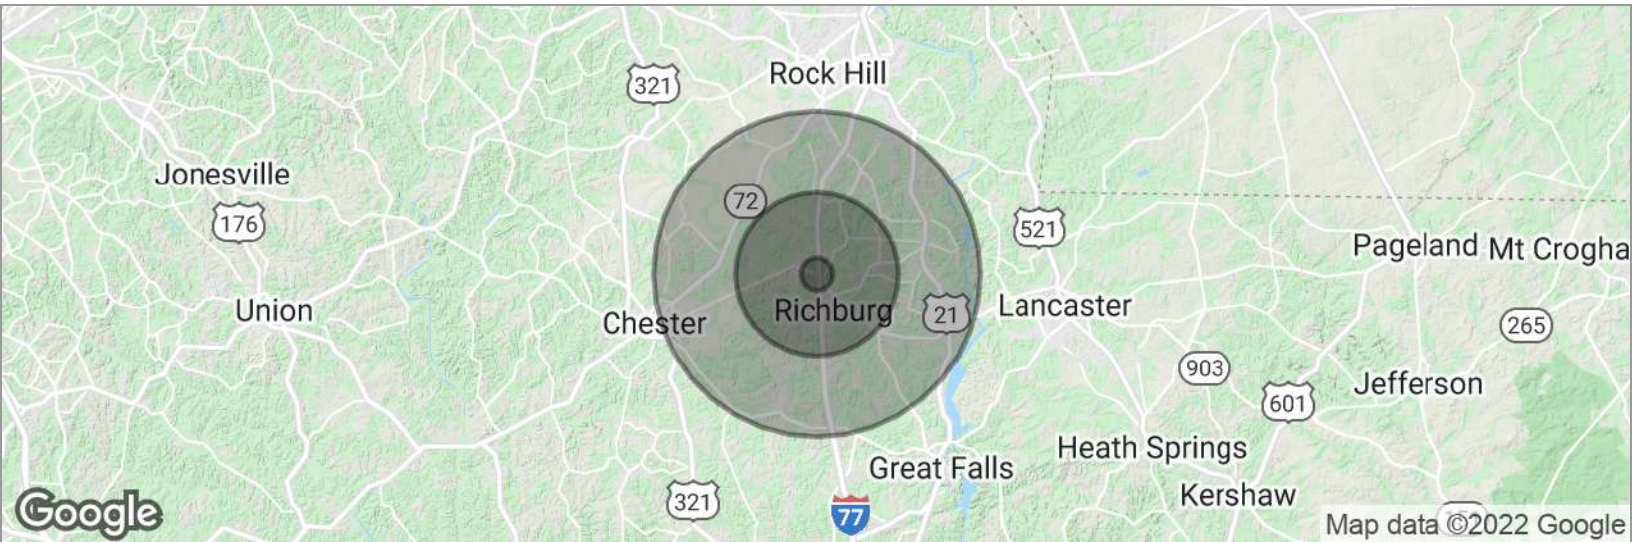 Rock Hill
321
Jonesville
72
176
521
Pageland
Mt Crogha
Union
Chester
Richburg
21
Lancaster
265
903
Jefferson
601
Heath Springs
Great Falls
Kershaw
321
77
Google
Map data ©2022 Google